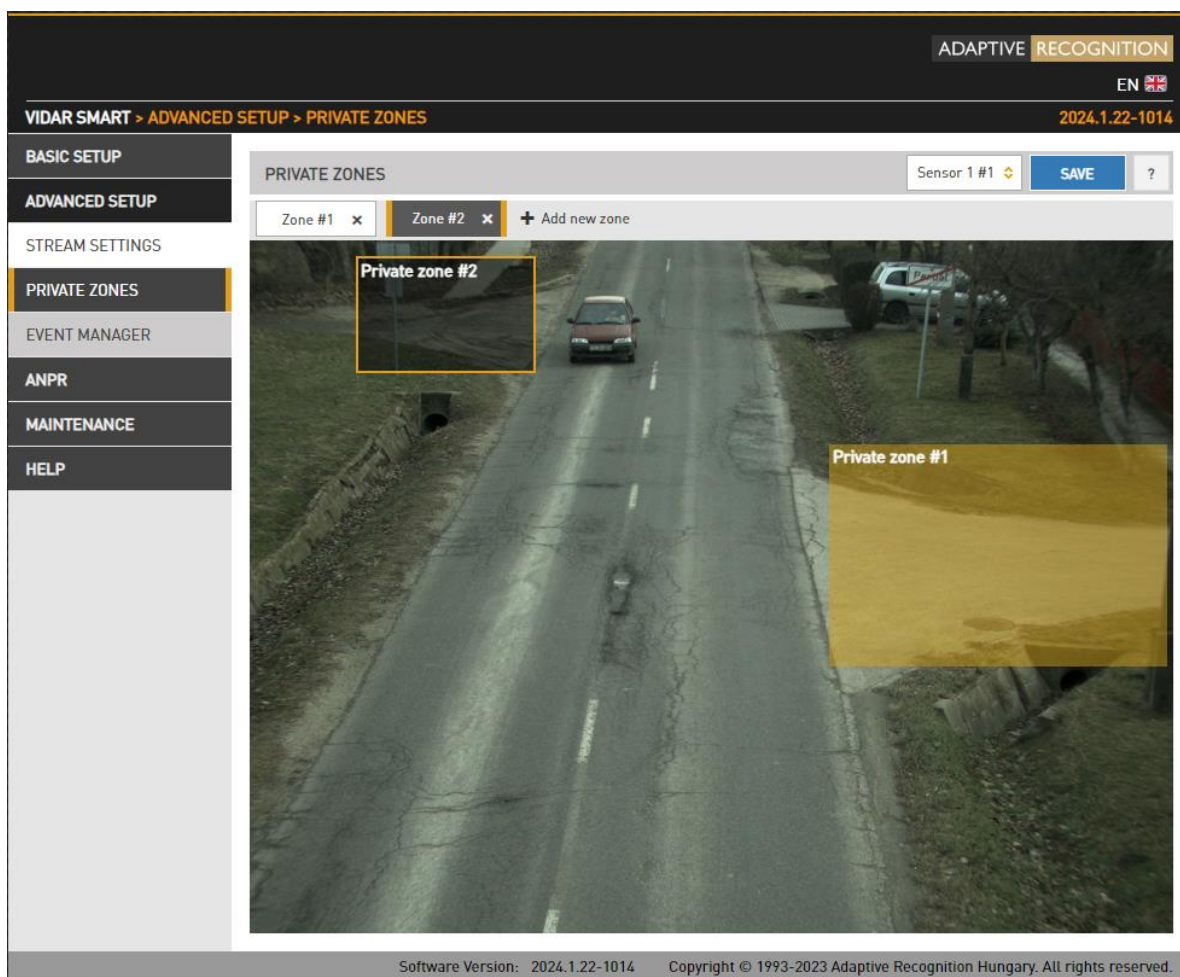 ADAPTIVE RECOGNITION
EN
VIDAR SMART > ADVANCED SETUP > PRIVATE ZONES 2024.1.22-1014
BASIC SETUP
ADVANCED SETUP
STREAM SETTINGS
PRIVATE ZONES
EVENT MANAGER
ANPR
MAINTENANCE
HELP
PRIVATE ZONES Sensor 1 #1 SAVE ?
Zone #1 × Zone #2 × + Add new zone
Private zone #2
Private zone #1
Software Version: 2024.1.22-1014 Copyright © 1993-2023 Adaptive Recognition Hungary. All rights reserved.